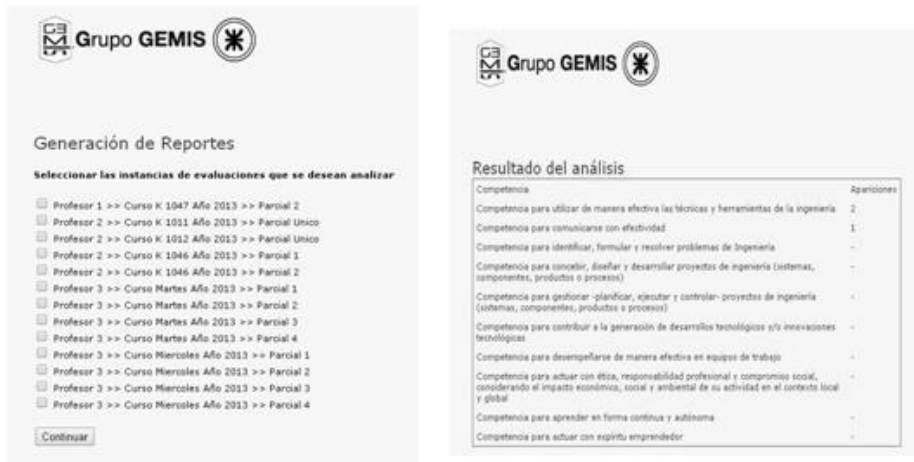 GEMS Grupo GEMIS
Generación de Reportes
Seleccionar las instancias de evaluaciones que se desean analizar
Profesor 1 >> Curso K 1047 Año 2013 >> Parcial 2
Profesor 2 >> Curso K 1011 Año 2013 >> Parcial Unico
Profesor 2 >> Curso K 1012 Año 2013 >> Parcial Unico
Profesor 2 >> Curso K 1046 Año 2013 >> Parcial 1
Profesor 2 >> Curso K 1046 Año 2013 >> Parcial 2
Profesor 3 >> Curso Martes Año 2013 >> Parcial 1
Profesor 3 >> Curso Martes Año 2013 >> Parcial 2
Profesor 3 >> Curso Martes Año 2013 >> Parcial 3
Profesor 3 >> Curso Martes Año 2013 >> Parcial 4
Profesor 3 >> Curso Miercoles Año 2013 >> Parcial 1
Profesor 3 >> Curso Miercoles Año 2013 >> Parcial 2
Profesor 3 >> Curso Miercoles Año 2013 >> Parcial 3
Profesor 3 >> Curso Miercoles Año 2013 >> Parcial 4
Continuar
GEMS Grupo GEMIS
Resultado del análisis
Competencia Apariciones
Competencia para utilizar de manera efectiva las técnicas y herramientas de la ingeniería 2
Competencia para comunicarse con efectividad 1
Competencia para identificar, formular y resolver problemas de Ingeniería -
Competencia para concebir, diseñar y desarrollar proyectos de ingeniería (sistemas, -
componentes, productos o procesos)
Competencia para gestionar -planificar, ejecutar y controlar- proyectos de ingeniería -
(sistemas, componentes, productos o procesos)
Competencia para contribuir a la generación de desarrollos tecnológicos y/o innovaciones -
tecnológicas
Competencia para desempeñarse de manera efectiva en equipos de trabajo -
Competencia para actuar con ética, responsabilidad profesional y compromiso social, -
considerando el impacto económico, social y ambiental de su actividad en el contexto local
y global
Competencia para aprender en forma continua y autónoma -
Competencia para actuar con espíritu emprendedor -